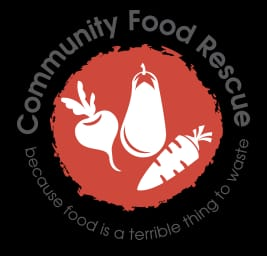 Community Food Rescue
because food is a terrible thing to waste